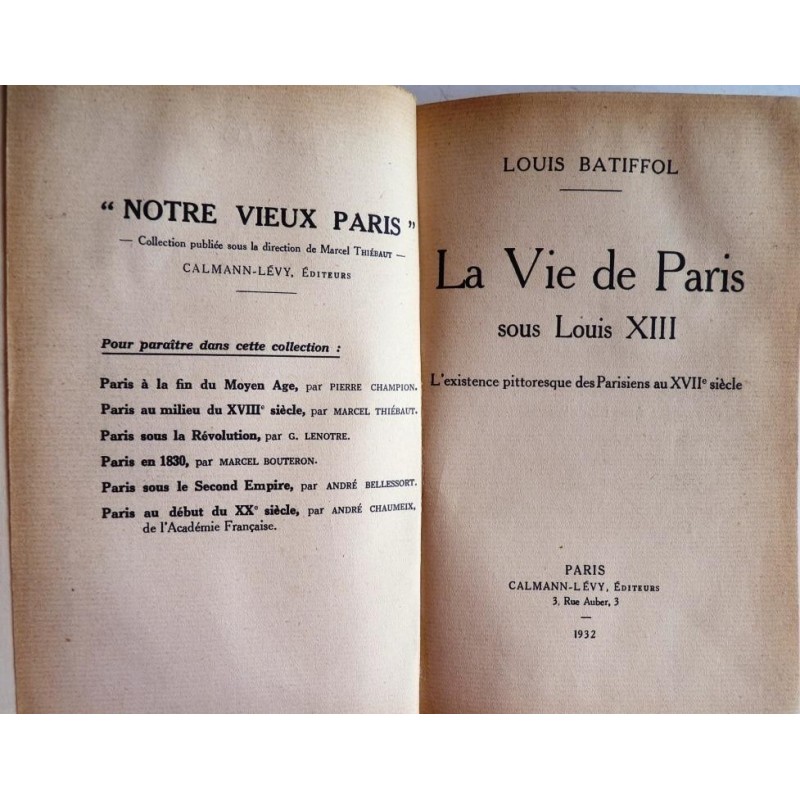 “ NOTRE VIEUX PARIS ”
— Collection publiée sous la direction de Marcel THIÉBAUT —
CALMANN-LÉVY, ÉDITEURS
Pour paraître dans cette collection :
Paris à la fin du Moyen Age, par PIERRE CHAMPION.
Paris au milieu du XVIIIe siècle, par MARCEL THIÉBAUT.
Paris sous la Révolution, par G. LENOTRE.
Paris en 1830, par MARCEL BOUTERON.
Paris sous le Second Empire, par ANDRÉ BELLESSORT.
Paris au début du XXe siècle, par ANDRÉ CHAUMEIX,
de l'Académie Française.
LOUIS BATIFFOL
La Vie de Paris
sous Louis XIII
L'existence pittoresque des Parisiens au XVIIe siècle
PARIS
CALMANN-LÉVY, ÉDITEURS
3, Rue Auber, 3
—
1932